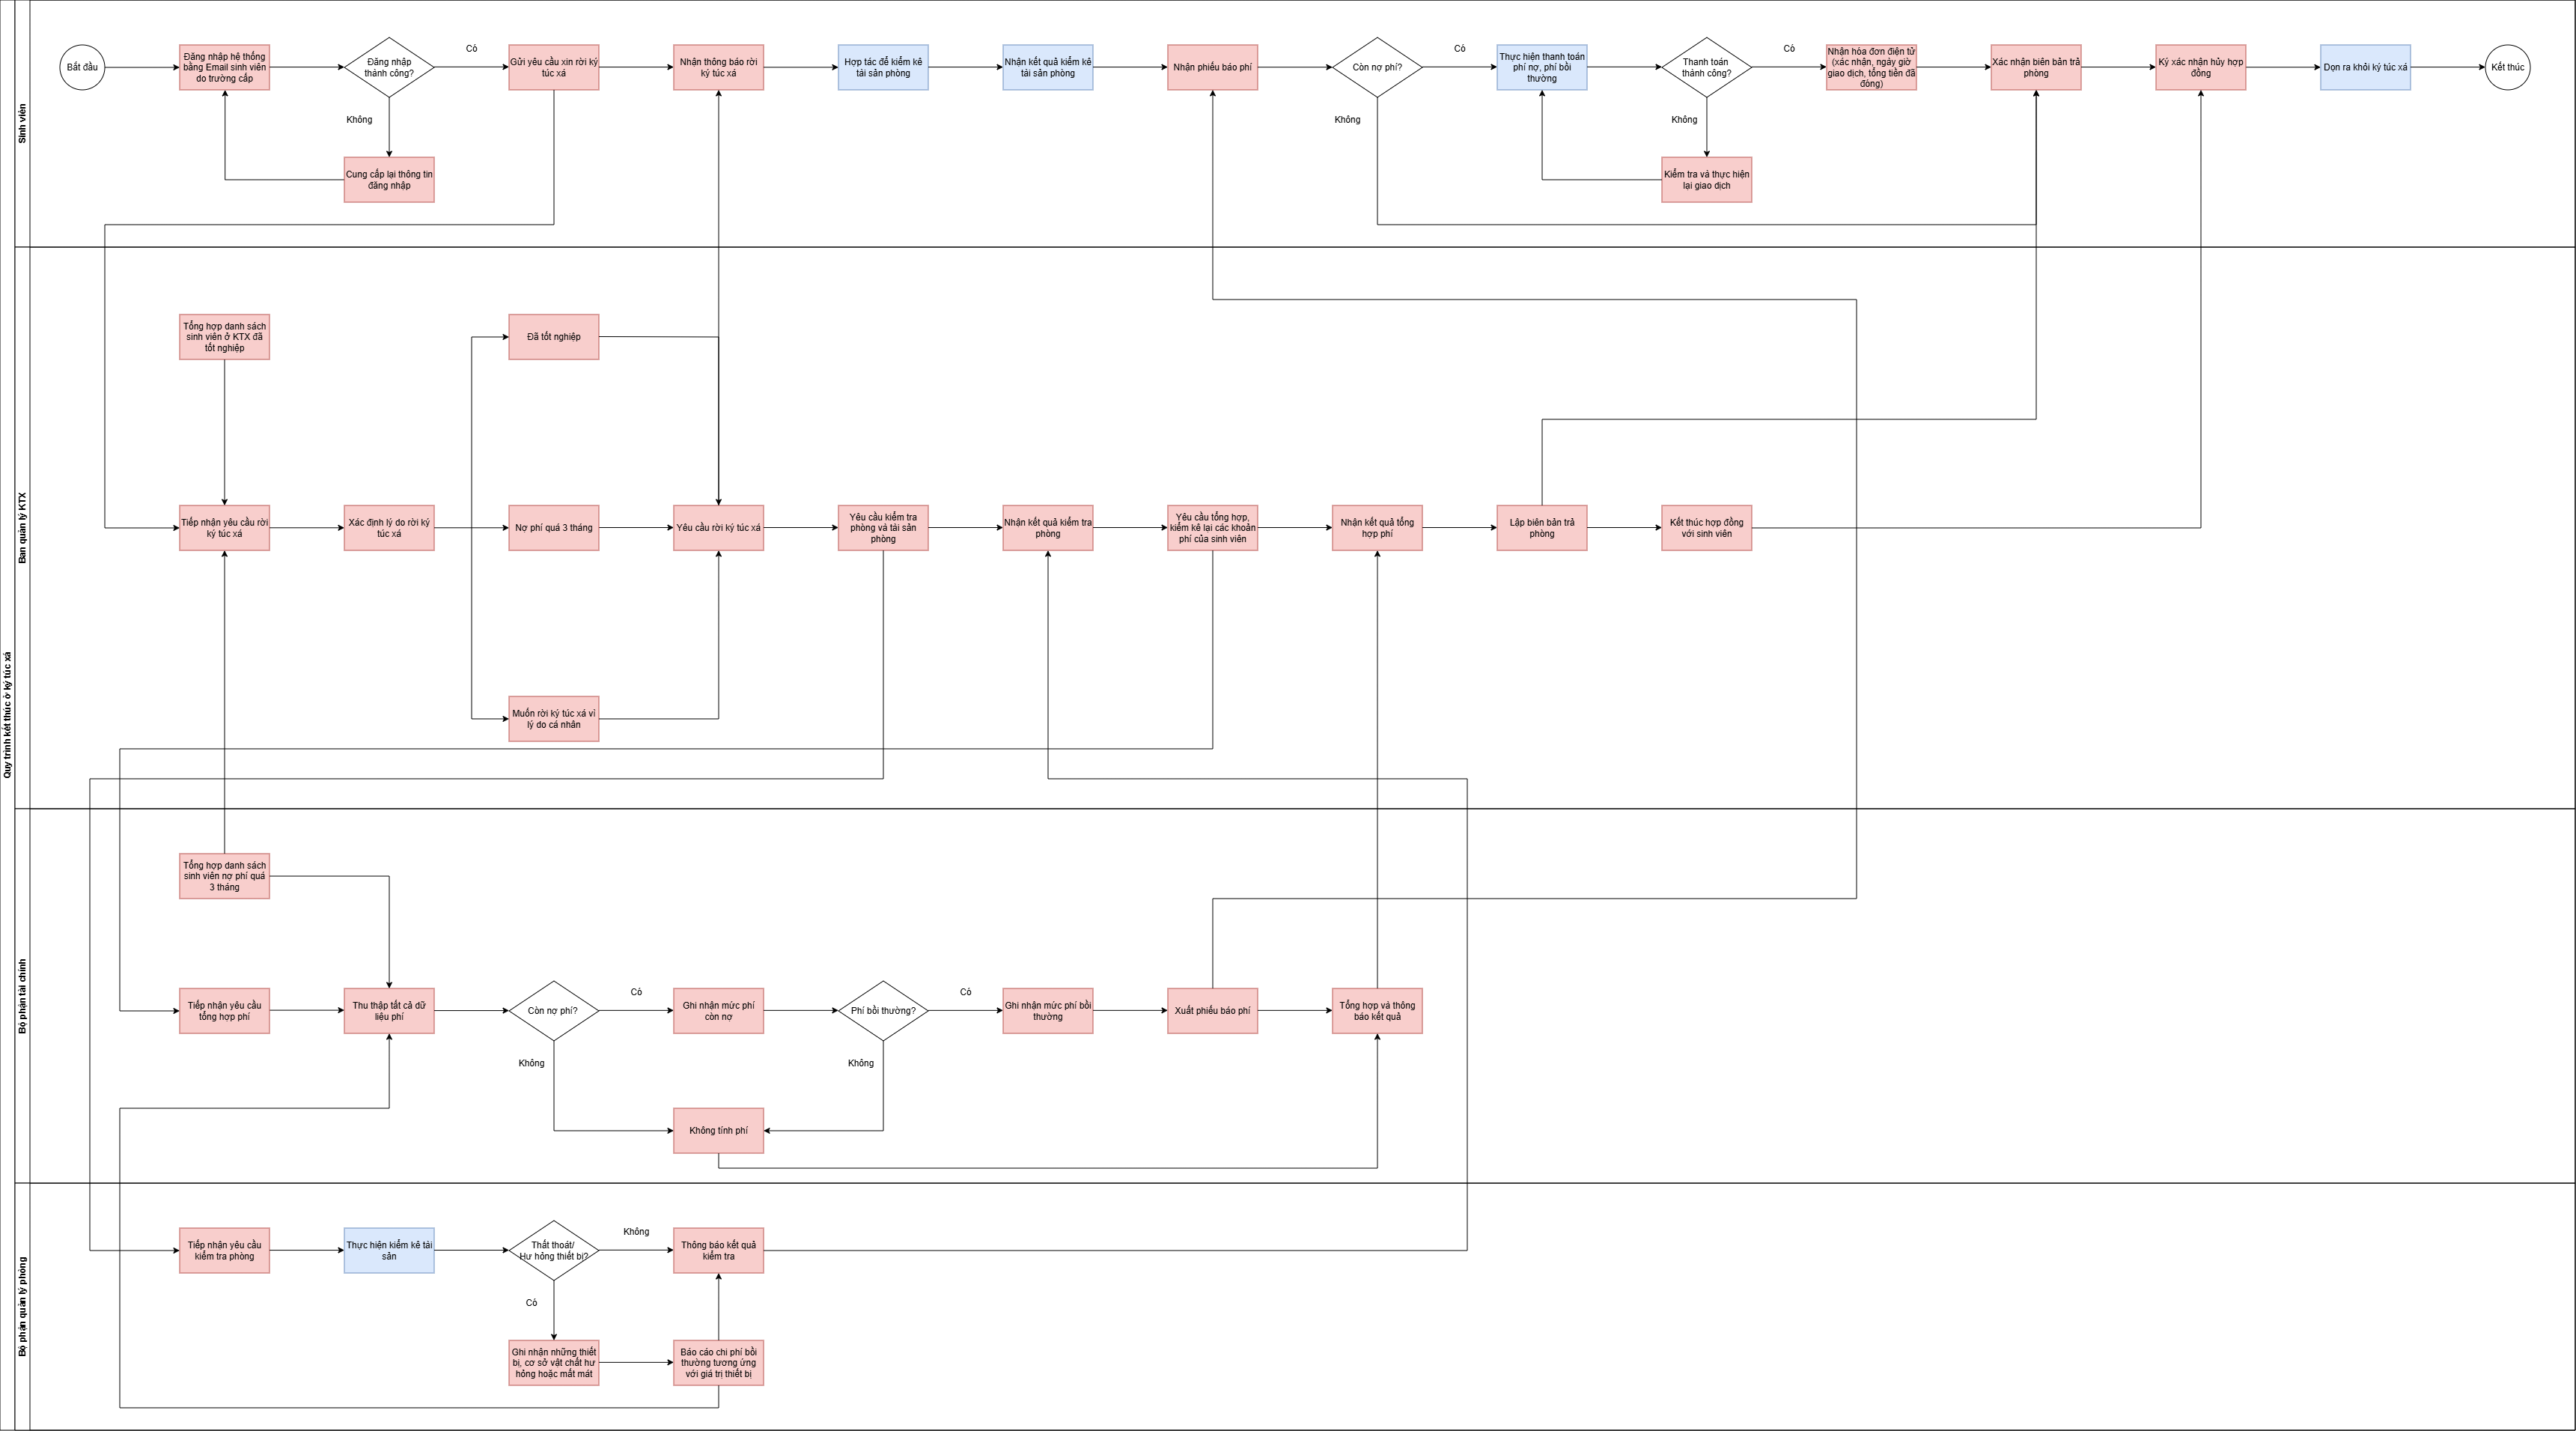 Quy trình kết thúc ở ký túc xá
Sinh viên
Bắt đầu
Đăng nhập hệ thống
bằng Email sinh viên
do trường cấp
Đăng nhập
thành công?
Có
Không
Cung cấp lại thông tin
đăng nhập
Gửi yêu cầu xin rời ký
túc xá
Nhận thông báo rời
ký túc xá
Hợp tác để kiểm kê
tài sản phòng
Nhận kết quả kiểm kê
tài sản phòng
Nhận phiếu báo phí
Còn nợ phí?
Có
Không
Thực hiện thanh toán
phí nợ, phí bồi
thường
Thanh toán
thành công?
Có
Không
Kiểm tra và thực hiện
lại giao dịch
Nhận hóa đơn điện tử
(xác nhận, ngáy giờ
giao dịch, tổng tiền đã
đóng)
Xác nhận biên bản trả
phòng
Ký xác nhận hủy hợp
đồng
Dọn ra khỏi ký túc xá
Kết thúc
Ban quản lý KTX
Tổng hợp danh sách
sinh viên ở KTX đã
tốt nghiệp
Tiếp nhận yêu cầu rời
ký túc xá
Xác định lý do rời ký
túc xá
Đã tốt nghiệp
Nợ phí quá 3 tháng
Muốn rời ký túc xá vì
lý do cá nhân
Yêu cầu rời ký túc xá
Yêu cầu kiểm tra
phòng và tài sản
phòng
Nhận kết quả kiểm tra
phòng
Yêu cầu tổng hợp,
kiểm kê lại các khoản
phí của sinh viên
Nhận kết quả tổng
hợp phí
Lập biên bản trả
phòng
Kết thúc hợp đồng
với sinh viên
Bộ phận tài chính
Tổng hợp danh sách
sinh viên nợ phí quá
3 tháng
Tiếp nhận yêu cầu
tổng hợp phí
Thu thập tất cả dữ
liệu phí
Còn nợ phí?
Có
Không
Ghi nhận mức phí
còn nợ
Phí bồi thường?
Có
Không
Ghi nhận mức phí bồi
thường
Xuất phiếu báo phí
Tổng hợp và thông
báo kết quả
Không tính phí
Bộ phận quản lý phòng
Tiếp nhận yêu cầu
kiểm tra phòng
Thực hiện kiểm kê tài
sản
Thất thoát/
Hư hỏng thiết bị?
Không
Có
Thông báo kết quả
kiểm tra
Ghi nhận những thiết
bị, cơ sở vật chất hư
hỏng hoặc mất mát
Báo cáo chi phí bồi
thường tương ứng
với giá trị thiết bị